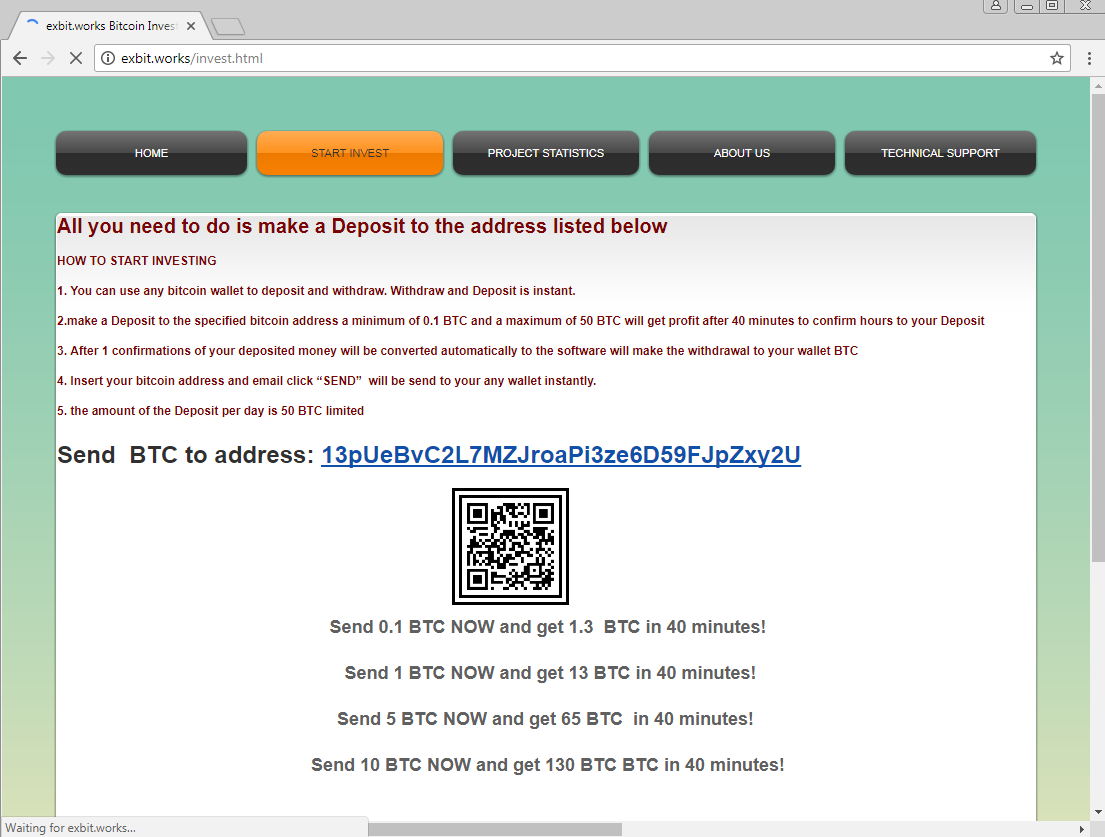 exbit.works Bitcoin Inves
exbit.works/invest.html
HOME
START INVEST
PROJECT STATISTICS
ABOUT US
TECHNICAL SUPPORT
All you need to do is make a Deposit to the address listed below
HOW TO START INVESTING
1. You can use any bitcoin wallet to deposit and withdraw. Withdraw and Deposit is instant.
2.make a Deposit to the specified bitcoin address a minimum of 0.1 BTC and a maximum of 50 BTC will get profit after 40 minutes to confirm hours to your Deposit
3. After 1 confirmations of your deposited money will be converted automatically to the software will make the withdrawal to your wallet BTC
4. Insert your bitcoin address and email click “SEND”  will be send to your any wallet instantly.
5. the amount of the Deposit per day is 50 BTC limited
Send  BTC to address: 13pUeBvC2L7MZJroaPi3ze6D59FJpZxy2U
Send 0.1 BTC NOW and get 1.3  BTC in 40 minutes!
Send 1 BTC NOW and get 13 BTC in 40 minutes!
Send 5 BTC NOW and get 65 BTC  in 40 minutes!
Send 10 BTC NOW and get 130 BTC BTC in 40 minutes!
Waiting for exbit.works...